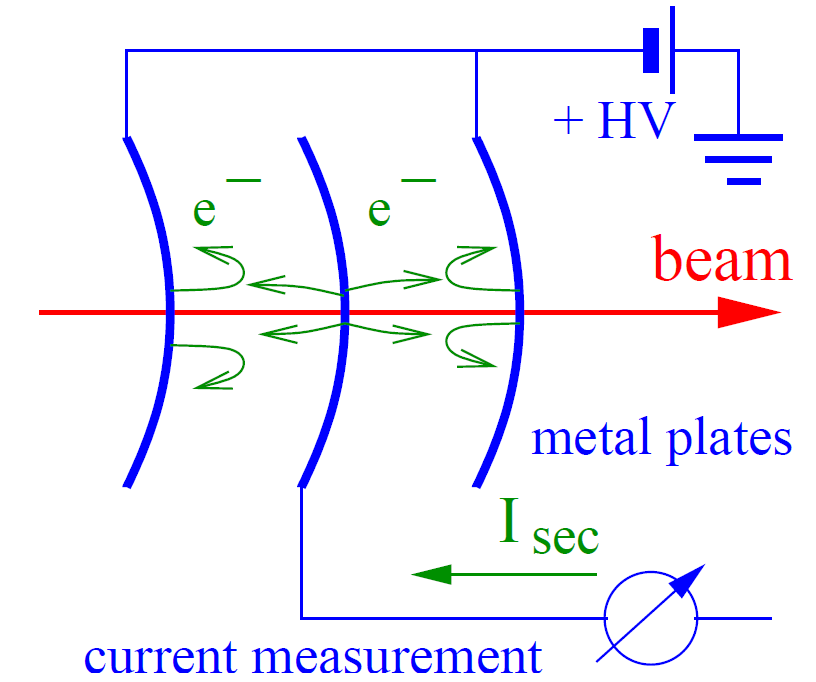 + HV
e− e−
beam
metal plates
I sec
current measurement